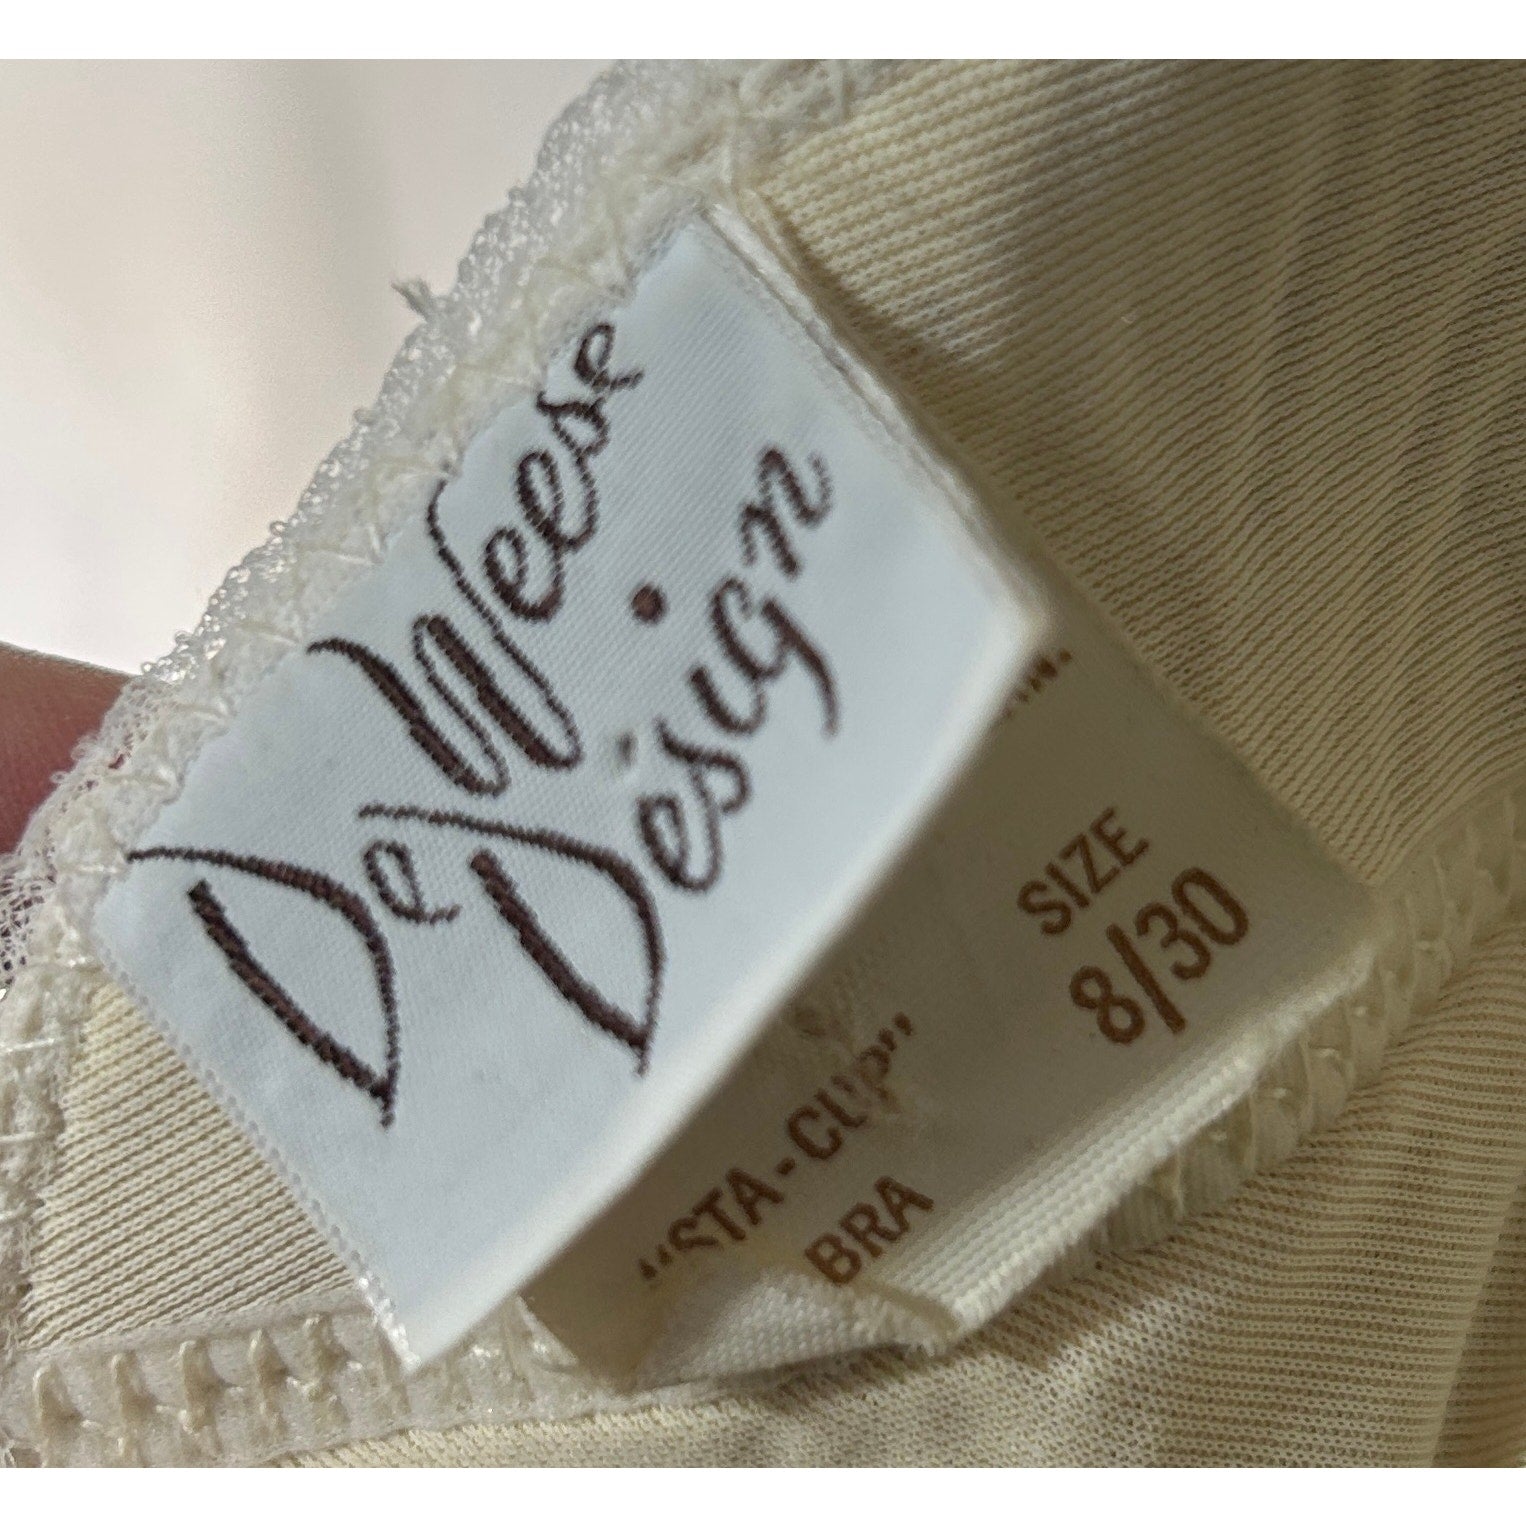 DeWeese
Design
SIZE
8/30
"STA-CUP"
BRA